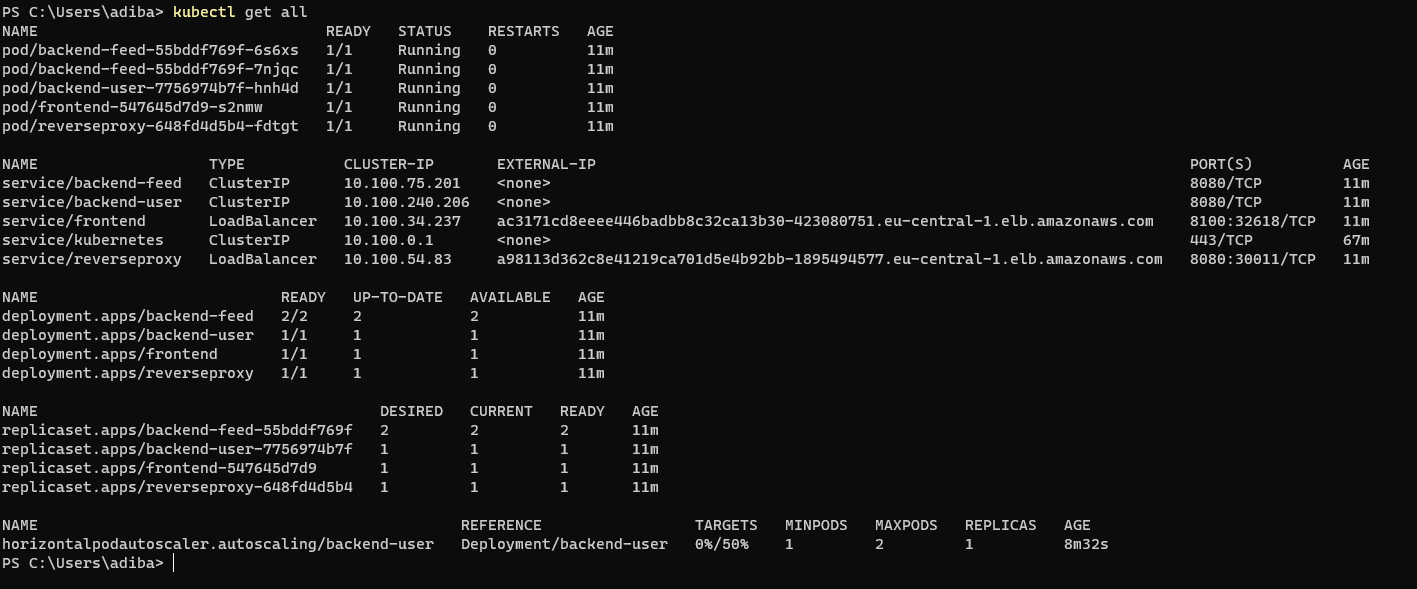 PS C:\Users\adiba> kubectl get all
NAME READY STATUS RESTARTS AGE
pod/backend-feed-55bddf769f-6s6xs 1/1 Running 0 11m
pod/backend-feed-55bddf769f-7njqc 1/1 Running 0 11m
pod/backend-user-7756974b7f-hnh4d 1/1 Running 0 11m
pod/frontend-547645d7d9-s2nmw 1/1 Running 0 11m
pod/reverseproxy-648fd4d5b4-fdtgt 1/1 Running 0 11m
NAME TYPE CLUSTER-IP EXTERNAL-IP PORT(S) AGE
service/backend-feed ClusterIP 10.100.75.201 <none> 8080/TCP 11m
service/backend-user ClusterIP 10.100.240.206 <none> 8080/TCP 11m
service/frontend LoadBalancer 10.100.34.237 ac3171cd8eeee446badbb8c32ca13b30-423080751.eu-central-1.elb.amazonaws.com 8100:32618/TCP 11m
service/kubernetes ClusterIP 10.100.0.1 <none> 443/TCP 67m
service/reverseproxy LoadBalancer 10.100.54.83 a98113d362c8e41219ca701d5e4b92bb-1895494577.eu-central-1.elb.amazonaws.com 8080:30011/TCP 11m
NAME READY UP-TO-DATE AVAILABLE AGE
deployment.apps/backend-feed 2/2 2 2 11m
deployment.apps/backend-user 1/1 1 1 11m
deployment.apps/frontend 1/1 1 1 11m
deployment.apps/reverseproxy 1/1 1 1 11m
NAME DESIRED CURRENT READY AGE
replicaset.apps/backend-feed-55bddf769f 2 2 2 11m
replicaset.apps/backend-user-7756974b7f 1 1 1 11m
replicaset.apps/frontend-547645d7d9 1 1 1 11m
replicaset.apps/reverseproxy-648fd4d5b4 1 1 1 11m
NAME REFERENCE TARGETS MINPODS MAXPODS REPLICAS AGE
horizontalpodautoscaler.autoscaling/backend-user Deployment/backend-user 0%/50% 1 2 1 8m32s
PS C:\Users\adiba>